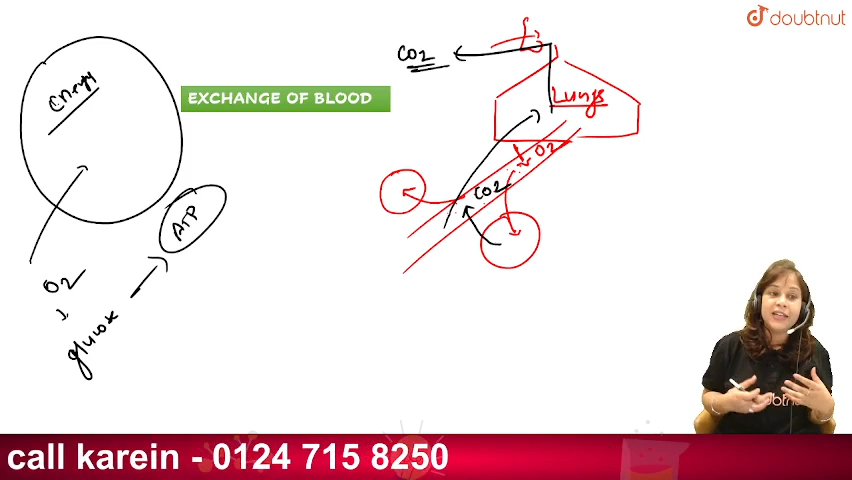 doubtnut
CO2
Energy
EXCHANGE OF BLOOD
Lungs
O2
CO2
ATP
O2
glucose
call karein - 0124 715 8250